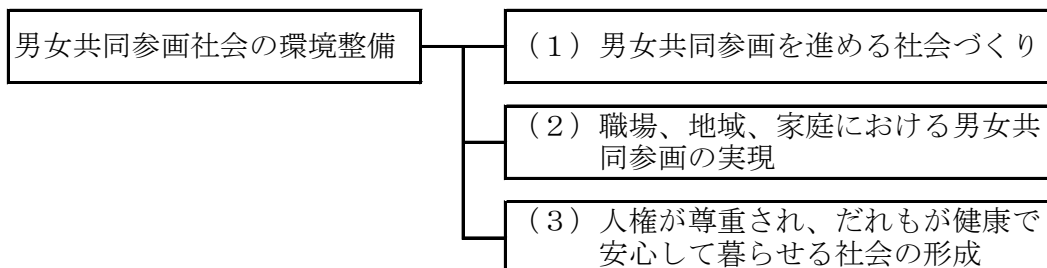 男女共同参画社会の環境整備
（１）男女共同参画を進める社会づくり
（２）職場、地域、家庭における男女共
同参画の実現
（３）人権が尊重され、だれもが健康で
安心して暮らせる社会の形成